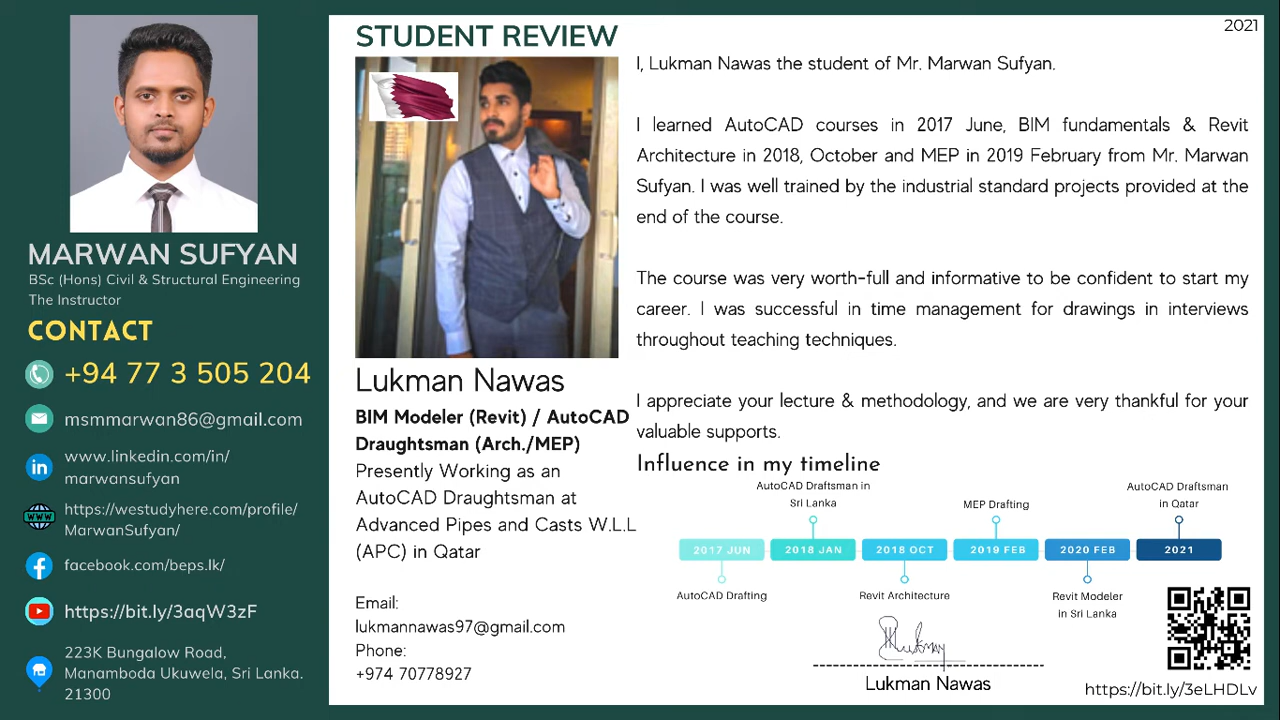 MARWAN SUFYAN
BSc (Hons) Civil & Structural Engineering
The Instructor
CONTACT
+94 77 3 505 204
msmmarwan86@gmail.com
www.linkedin.com/in/
marwansufyan
WWW
https://westudyhere.com/profile/
MarwanSufyan/
facebook.com/beps.lk/
https://bit.ly/3aqW3zF
223K Bungalow Road,
Manamboda Ukuwela, Sri Lanka.
21300
STUDENT REVIEW
Lukman Nawas
BIM Modeler (Revit) / AutoCAD
Draughtsman (Arch./MEP)
Presently Working as an
AutoCAD Draughtsman at
Advanced Pipes and Casts W.L.L
(APC) in Qatar
Email:
lukmannawas97@gmail.com
Phone:
+974 70778927
2021
I, Lukman Nawas the student of Mr. Marwan Sufyan.
I learned AutoCAD courses in 2017 June, BIM fundamentals & Revit
Architecture in 2018, October and MEP in 2019 February from Mr. Marwan
Sufyan. I was well trained by the industrial standard projects provided at the
end of the course.
The course was very worth-full and informative to be confident to start my
career. I was successful in time management for drawings in interviews
throughout teaching techniques.
I appreciate your lecture & methodology, and we are very thankful for your
valuable supports.
Influence in my timeline
AutoCAD Draftsman in
Sri Lanka
MEP Drafting
AutoCAD Draftsman
in Qatar
2017 JUN
2018 JAN
2018 OCT
2019 FEB
2020 FEB
2021
AutoCAD Drafting
Revit Architecture
Revit Modeler
in Sri Lanka
Lukman Nawas
https://bit.ly/3eLHDLv